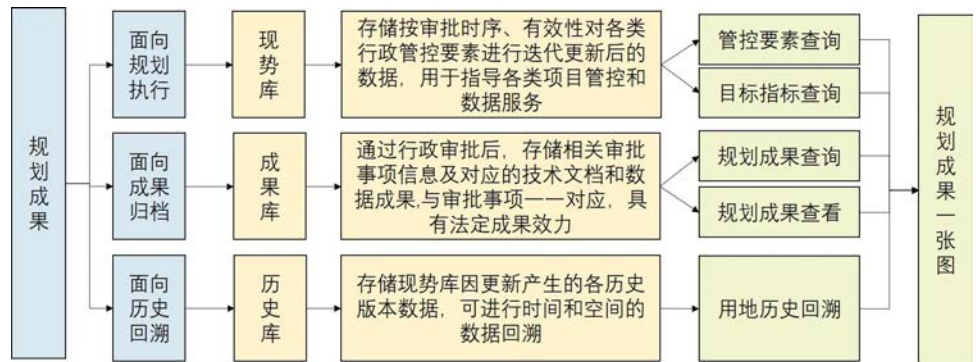 规
划
成
果
面向
规划
执行
现
势
库
存储按审批时序、有效性对各类
行政管控要素进行迭代更新后的
数据，用于指导各类项目管控和
数据服务
管控要素查询
目标指标查询
面向
成果
归档
成
果
库
通过行政审批后，存储相关审批
事项信息及对应的技术文档和数
据成果,与审批事项一一对应，具
有法定成果效力
规划成果查询
规划成果查看
面向
历史
回溯
历
史
库
存储现势库因更新产生的各历史
版本数据，可进行时间和空间的
数据回溯
用地历史回溯
规
划
成
果
一
张
图